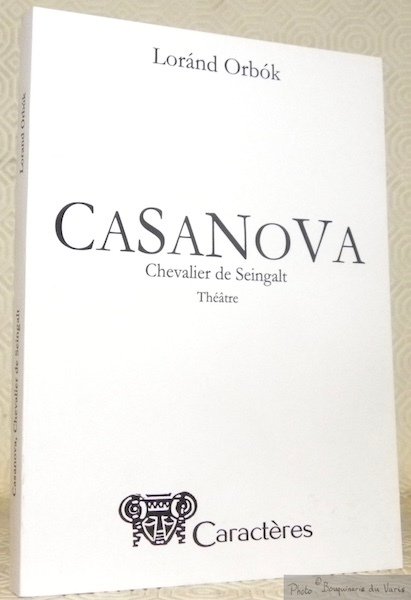 Loránd Orbók
CASANOVA
Chevalier de Seingalt
Théâtre
Caractères
Loránd Orbók
Casanova, Chevalier de Seingalt
Photo © Bouquinerie du Varis